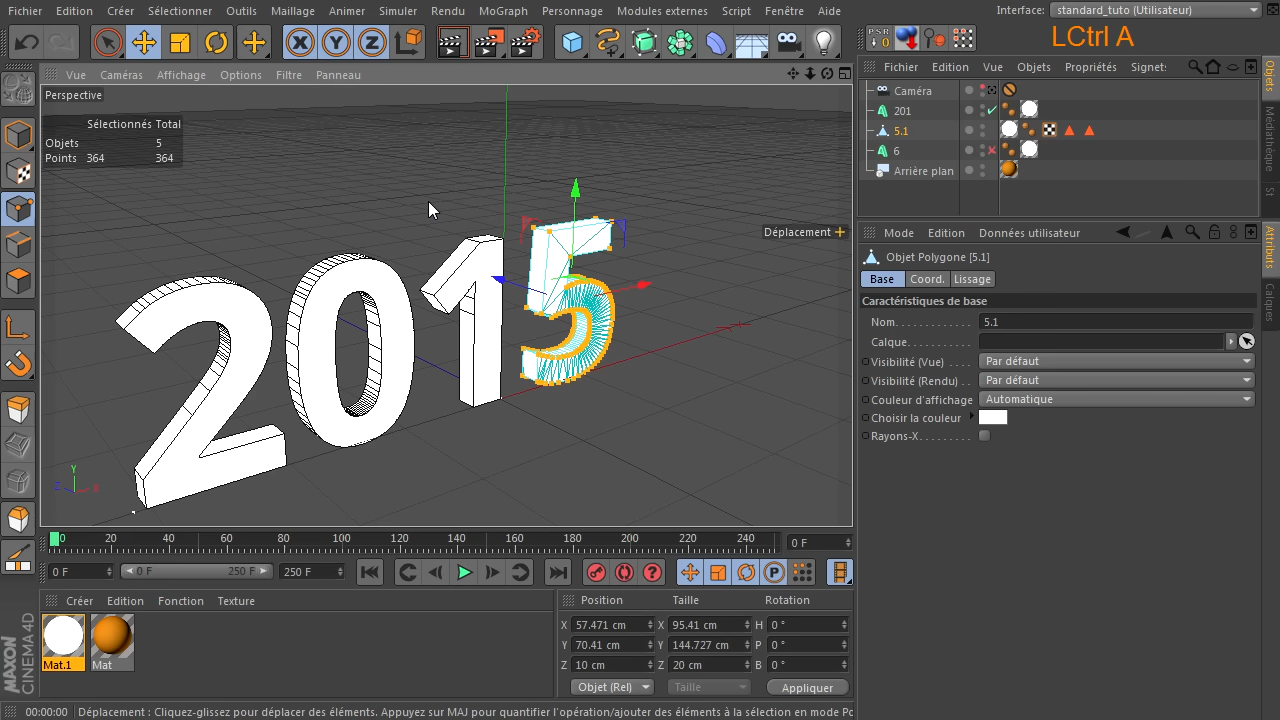 Fichier Edition Créer Sélectionner Outils Maillage Animer Simuler Rendu MoGraph Personnage Modules externes Script Fenêtre Aide Interface: standard_tuto (Utilisateur)
LCtrl A
X Y Z PSR 0
Vue Caméras Affichage Options Filtre Panneau
Fichier Edition Vue Objets Propriétés Signets
Perspective
Sélectionnés Total
Objets 5
Points 364 364
Caméra
201
5.1
6
Arrière plan
Objets
Médiathèque
St
Déplacement
2015
Y
Z X
Mode Edition Données utilisateur
Objet Polygone [5.1]
Base Coord. Lissage
Caractéristiques de base
Nom. . . . . . . . . . . . . 5.1
Calque. . . . . . . . . . . .
Visibilité (Vue) . . . Par défaut
Visibilité (Rendu) . . Par défaut
Couleur d'affichage Automatique
Choisir la couleur
Rayons-X. . . . . . . . .
Attributs
Calques
0 20 40 60 80 100 120 140 160 180 200 220 240 0 F
0 F 0 F 250 F 250 F
P
Créer Edition Fonction Texture
Mat.1 Mat
MAXON
CINEMA 4D
Position Taille Rotation
X 57.471 cm X 95.41 cm H 0 °
Y 70.41 cm Y 144.727 cm P 0 °
Z 10 cm Z 20 cm B 0 °
Objet (Rel) Taille Appliquer
00:00:00 Déplacement : Cliquez-glissez pour déplacer des éléments. Appuyez sur MAJ pour quantifier l'opération/ajouter des éléments à la sélection en mode Po